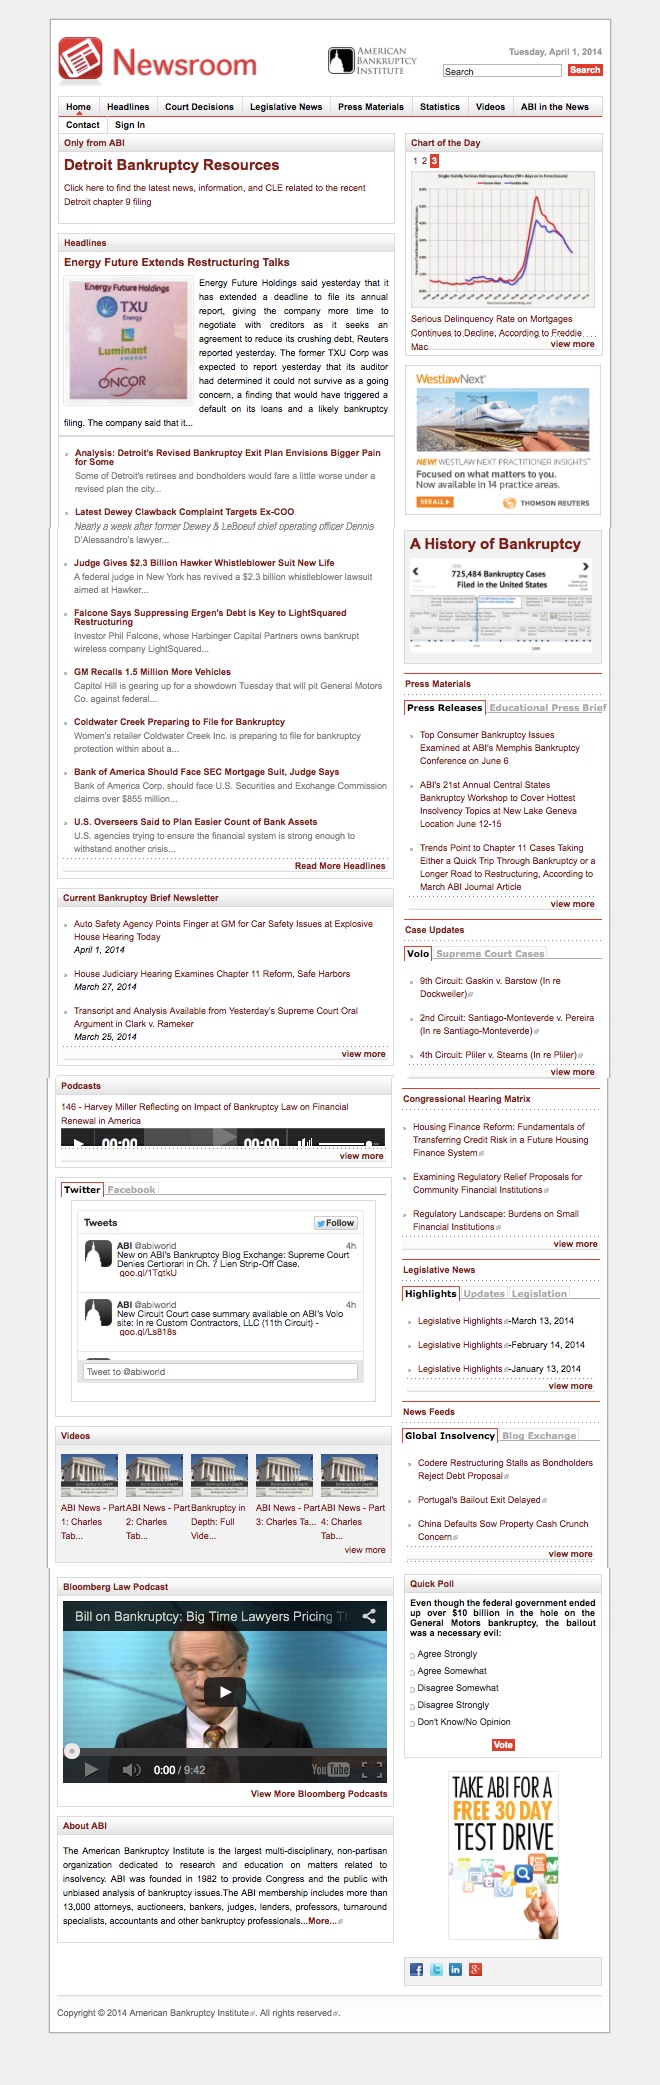 Newsroom
AMERICAN
BANKRUPTCY
INSTITUTE
Tuesday, April 1, 2014
Search
Search
Home Headlines Court Decisions Legislative News Press Materials Statistics Videos ABI in the News
Contact Sign In
Only from ABI
Detroit Bankruptcy Resources
Click here to find the latest news, information, and CLE related to the recent
Detroit chapter 9 filing
Headlines
Energy Future Extends Restructuring Talks
Energy Future Holdings
TXU
Energy
Luminant
ENERGY
ONCOR
Energy Future Holdings said yesterday that it
has extended a deadline to file its annual
report, giving the company more time to
negotiate with creditors as it seeks an
agreement to reduce its crushing debt, Reuters
reported yesterday. The former TXU Corp was
expected to report yesterday that its auditor
had determined it could not survive as a going
concern, a finding that would have triggered a
default on its loans and a likely bankruptcy
filing. The company said that it...
Analysis: Detroit's Revised Bankruptcy Exit Plan Envisions Bigger Pain
for Some
Some of Detroit's retirees and bondholders would fare a little worse under a
revised plan the city...
Latest Dewey Clawback Complaint Targets Ex-COO
Nearly a week after former Dewey & LeBoeuf chief operating officer Dennis
D'Alessandro's lawyer...
Judge Gives $2.3 Billion Hawker Whistleblower Suit New Life
A federal judge in New York has revived a $2.3 billion whistleblower lawsuit
aimed at Hawker...
Falcone Says Suppressing Ergen's Debt is Key to LightSquared
Restructuring
Investor Phil Falcone, whose Harbinger Capital Partners owns bankrupt
wireless company LightSquared...
GM Recalls 1.5 Million More Vehicles
Capitol Hill is gearing up for a showdown Tuesday that will pit General Motors
Co. against federal...
Coldwater Creek Preparing to File for Bankruptcy
Women's retailer Coldwater Creek Inc. is preparing to file for bankruptcy
protection within about a...
Bank of America Should Face SEC Mortgage Suit, Judge Says
Bank of America Corp. should face U.S. Securities and Exchange Commission
claims over $855 million...
U.S. Overseers Said to Plan Easier Count of Bank Assets
U.S. agencies trying to ensure the financial system is strong enough to
withstand another crisis...
Read More Headlines
Current Bankruptcy Brief Newsletter
Auto Safety Agency Points Finger at GM for Car Safety Issues at Explosive
House Hearing Today
April 1, 2014
House Judiciary Hearing Examines Chapter 11 Reform, Safe Harbors
March 27, 2014
Transcript and Analysis Available from Yesterday's Supreme Court Oral
Argument in Clark v. Rameker
March 25, 2014
view more
Podcasts
146 - Harvey Miller Reflecting on Impact of Bankruptcy Law on Financial
Renewal in America
00:00 00:00
view more
Twitter Facebook
Tweets
Follow
ABI @abiworld 4h
New on ABI's Bankruptcy Blog Exchange: Supreme Court
Denies Certiorari in Ch. 7 Lien Strip-Off Case.
goo.gl/1TgtkU
ABI @abiworld 4h
New Circuit Court case summary available on ABI's Volo
site: In re Custom Contractors, LLC (11th Circuit) -
goo.gl/Ls818s
Tweet to @abiworld
Videos
ABI News - Part 1: Charles Tab...
ABI News - Part 2: Charles Tab...
Bankruptcy in Depth: Full Vide...
ABI News - Part 3: Charles Ta...
ABI News - Part 4: Charles Tab...
view more
Bloomberg Law Podcast
Bill on Bankruptcy: Big Time Lawyers Pricing Th
0:00 / 9:42
YouTube
View More Bloomberg Podcasts
About ABI
The American Bankruptcy Institute is the largest multi-disciplinary, non-partisan
organization dedicated to research and education on matters related to
insolvency. ABI was founded in 1982 to provide Congress and the public with
unbiased analysis of bankruptcy issues.The ABI membership includes more than
13,000 attorneys, auctioneers, bankers, judges, lenders, professors, turnaround
specialists, accountants and other bankruptcy professionals...More...
Chart of the Day
1 2 3
Single Family Serious Delinquency Rates (90+ days or in Foreclosure)
Serious Delinquency Rate on Mortgages
Continues to Decline, According to Freddie
Mac
view more
WestlawNext
NEW! WESTLAW NEXT PRACTITIONER INSIGHTS
Focused on what matters to you.
Now available in 14 practice areas.
SEE ALL
THOMSON REUTERS
A History of Bankruptcy
725,484 Bankruptcy Cases
Filed in the United States
Press Materials
Press Releases Educational Press Brief
Top Consumer Bankruptcy Issues
Examined at ABI's Memphis Bankruptcy
Conference on June 6
ABI's 21st Annual Central States
Bankruptcy Workshop to Cover Hottest
Insolvency Topics at New Lake Geneva
Location June 12-15
Trends Point to Chapter 11 Cases Taking
Either a Quick Trip Through Bankruptcy or a
Longer Road to Restructuring, According to
March ABI Journal Article
view more
Case Updates
Volo Supreme Court Cases
9th Circuit: Gaskin v. Barstow (In re
Dockweiler)
2nd Circuit: Santiago-Monteverde v. Pereira
(In re Santiago-Monteverde)
4th Circuit: Pliler v. Stearns (In re Pliler)
view more
Congressional Hearing Matrix
Housing Finance Reform: Fundamentals of
Transferring Credit Risk in a Future Housing
Finance System
Examining Regulatory Relief Proposals for
Community Financial Institutions
Regulatory Landscape: Burdens on Small
Financial Institutions
view more
Legislative News
Highlights Updates Legislation
Legislative Highlights -March 13, 2014
Legislative Highlights -February 14, 2014
Legislative Highlights -January 13, 2014
view more
News Feeds
Global Insolvency Blog Exchange
Codere Restructuring Stalls as Bondholders
Reject Debt Proposal
Portugal's Bailout Exit Delayed
China Defaults Sow Property Cash Crunch
Concern
view more
Quick Poll
Even though the federal government ended
up over $10 billion in the hole on the
General Motors bankruptcy, the bailout
was a necessary evil:
Agree Strongly
Agree Somewhat
Disagree Somewhat
Disagree Strongly
Don't Know/No Opinion
Vote
TAKE ABI FOR A
FREE 30 DAY
TEST DRIVE
Copyright © 2014 American Bankruptcy Institute. All rights reserved.